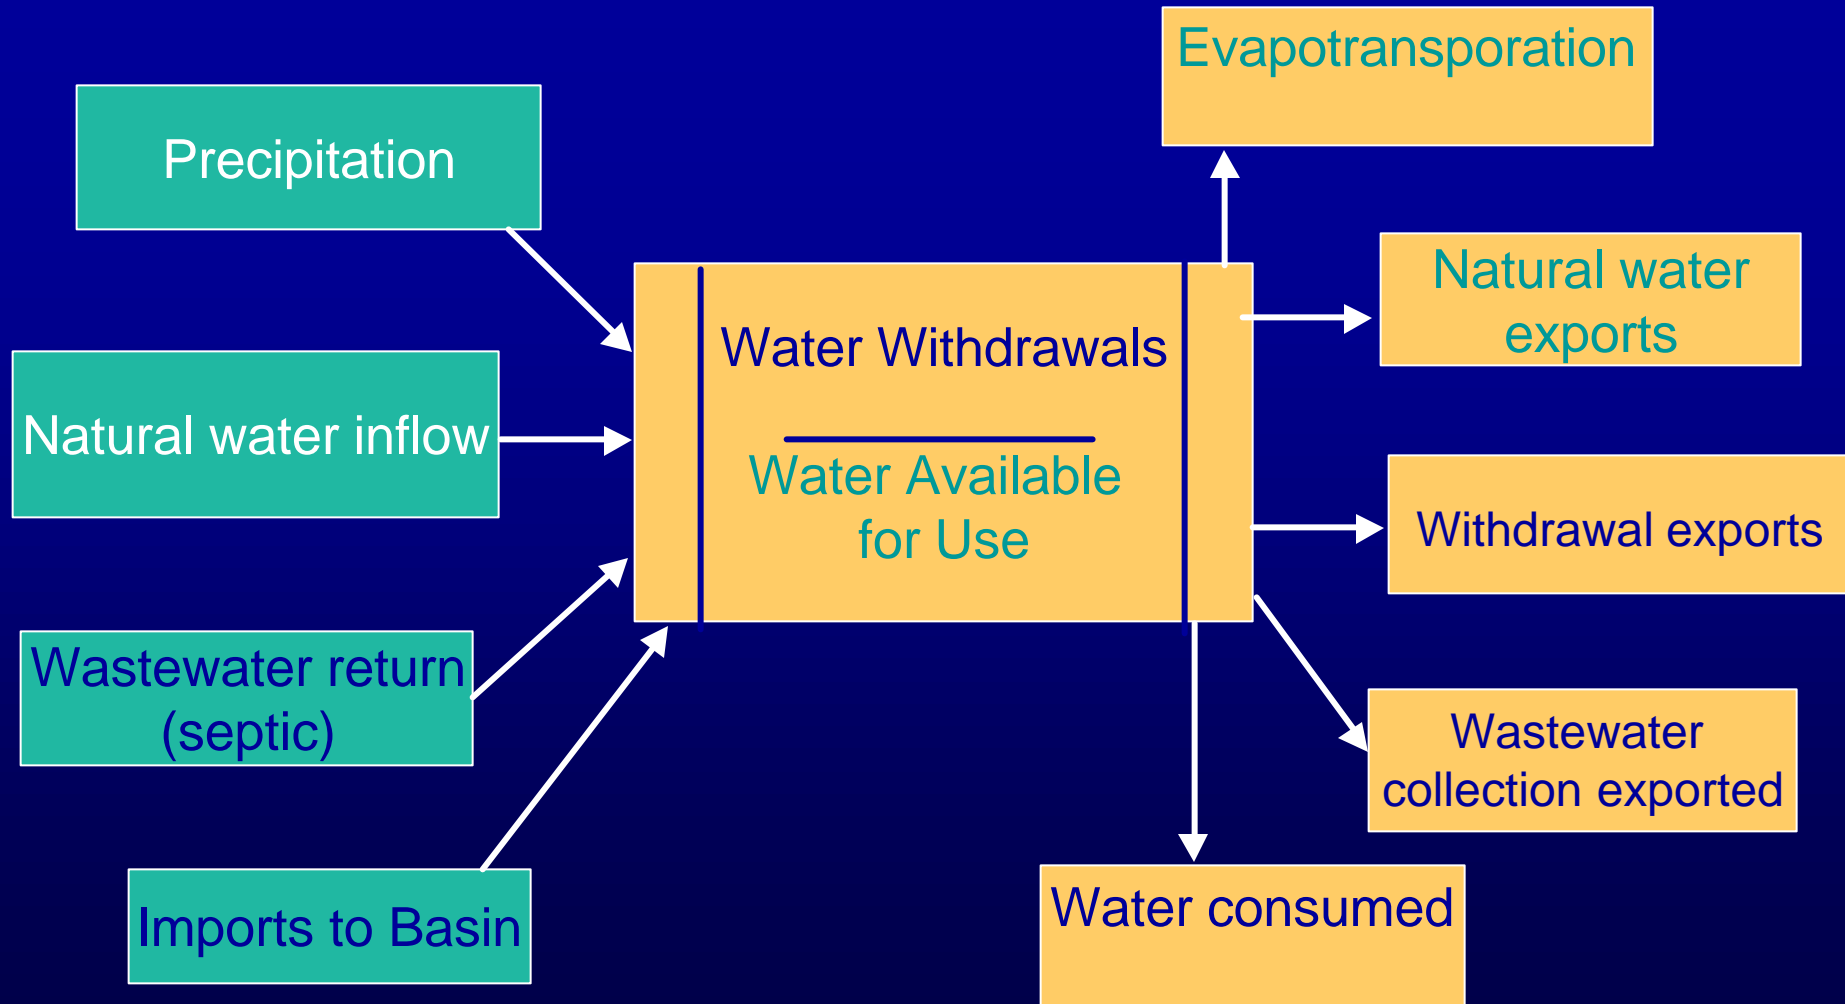 Precipitation
Natural water inflow
Wastewater return
(septic)
Imports to Basin
Water Withdrawals
Water Available
for Use
Evapotransporation
Natural water
exports
Withdrawal exports
Wastewater
collection exported
Water consumed